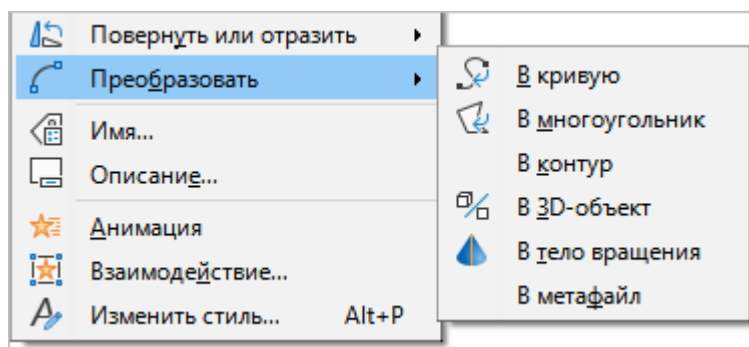 Повернуть или отразить
Преобразовать
Имя...
Описание...
Анимация
Взаимодействие...
Изменить стиль... Alt+P
В кривую
В многоугольник
В контур
В 3D-объект
В тело вращения
В метафайл